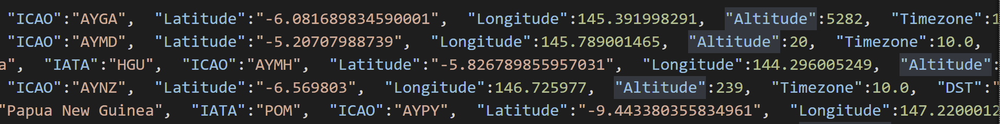 "ICAO":"AYGA", "Latitude":"-6.081689834590001", "Longitude":145.391998291, "Altitude":5282, "Timezone":1
"ICAO":"AYMD", "Latitude":"-5.20707988739", "Longitude":145.789001465, "Altitude":20, "Timezone":10.0,
a", "IATA":"HGU", "ICAO":"AYMH", "Latitude":"-5.826789855957031", "Longitude":144.296005249, "Altitude":
"ICAO":"AYNZ", "Latitude":"-6.569803", "Longitude":146.725977, "Altitude":239, "Timezone":10.0, "DST":"
"Papua New Guinea", "IATA":"POM", "ICAO":"AYPY", "Latitude":"-9.443380355834961", "Longitude":147.2200012